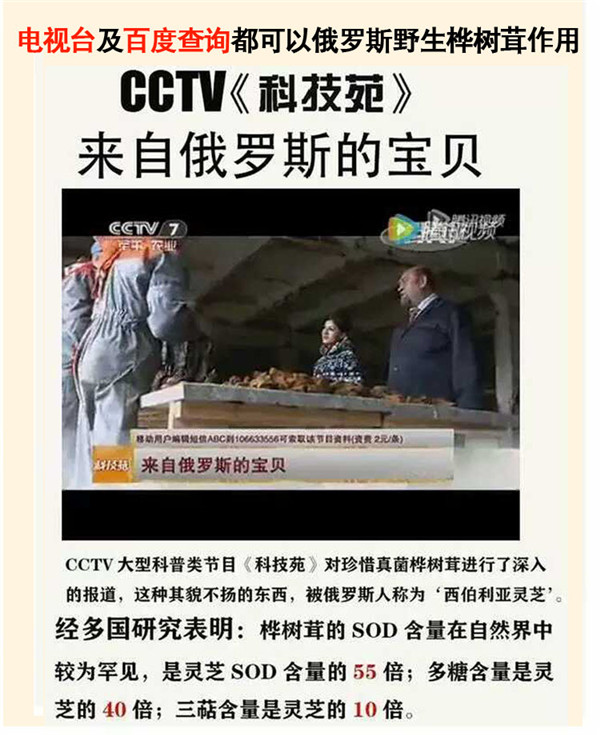 电视台及百度查询都可以俄罗斯野生桦树茸作用
CCTV《科技苑》
来自俄罗斯的宝贝
CCTV 7
军事 农业
腾讯视频
腾讯视频
移动用户编辑短信ABC到106633556可索取该节目资料(资费 2元/条)
科技苑
来自俄罗斯的宝贝
CCTV 大型科普类节目《科技苑》对珍惜真菌桦树茸进行了深入
的报道，这种其貌不扬的东西，被俄罗斯人称为‘西伯利亚灵芝’。
经多国研究表明：桦树茸的 SOD 含量在自然界中
较为罕见，是灵芝 SOD 含量的 55 倍；多糖含量是灵
芝的 40 倍；三萜含量是灵芝的 10 倍。